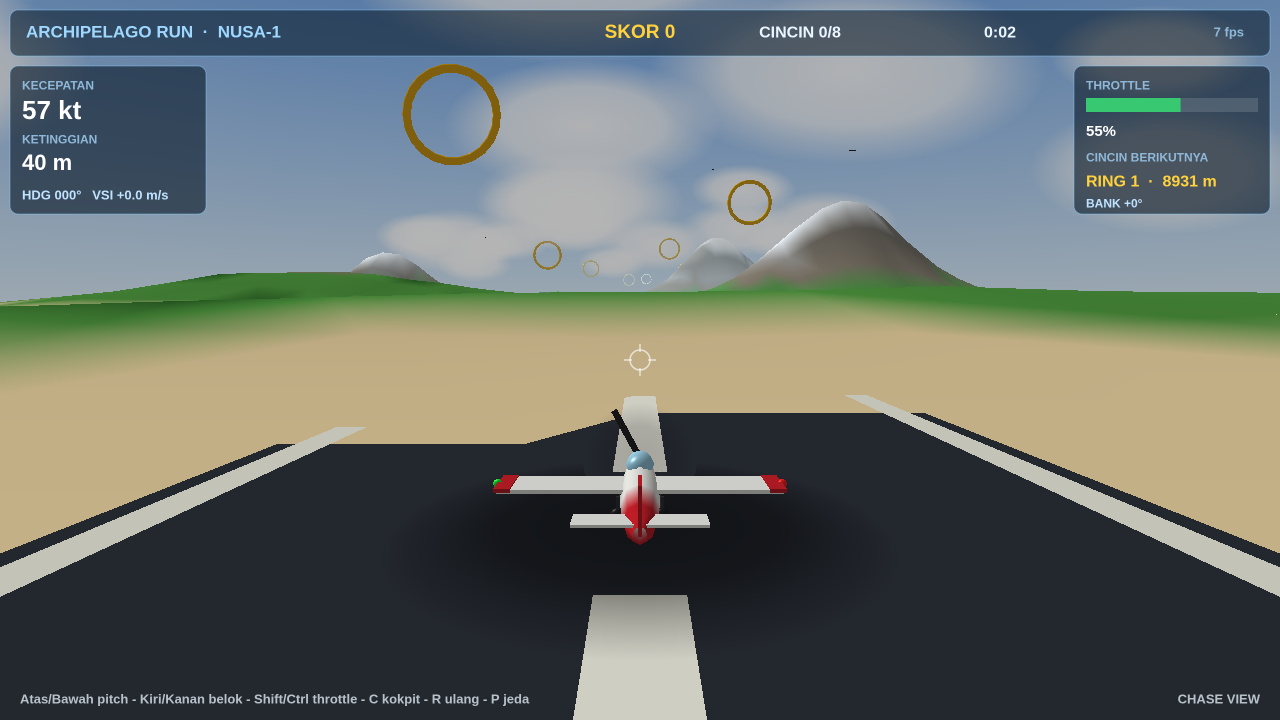 ARCHIPELAGO RUN · NUSA-1
SKOR 0
CINCIN 0/8
0:02
7 fps
KECEPATAN
57 kt
KETINGGIAN
40 m
HDG 000° VSI +0.0 m/s
THROTTLE
55%
CINCIN BERIKUTNYA
RING 1 · 8931 m
BANK +0°
Atas/Bawah pitch - Kiri/Kanan belok - Shift/Ctrl throttle - C kokpit - R ulang - P jeda
CHASE VIEW